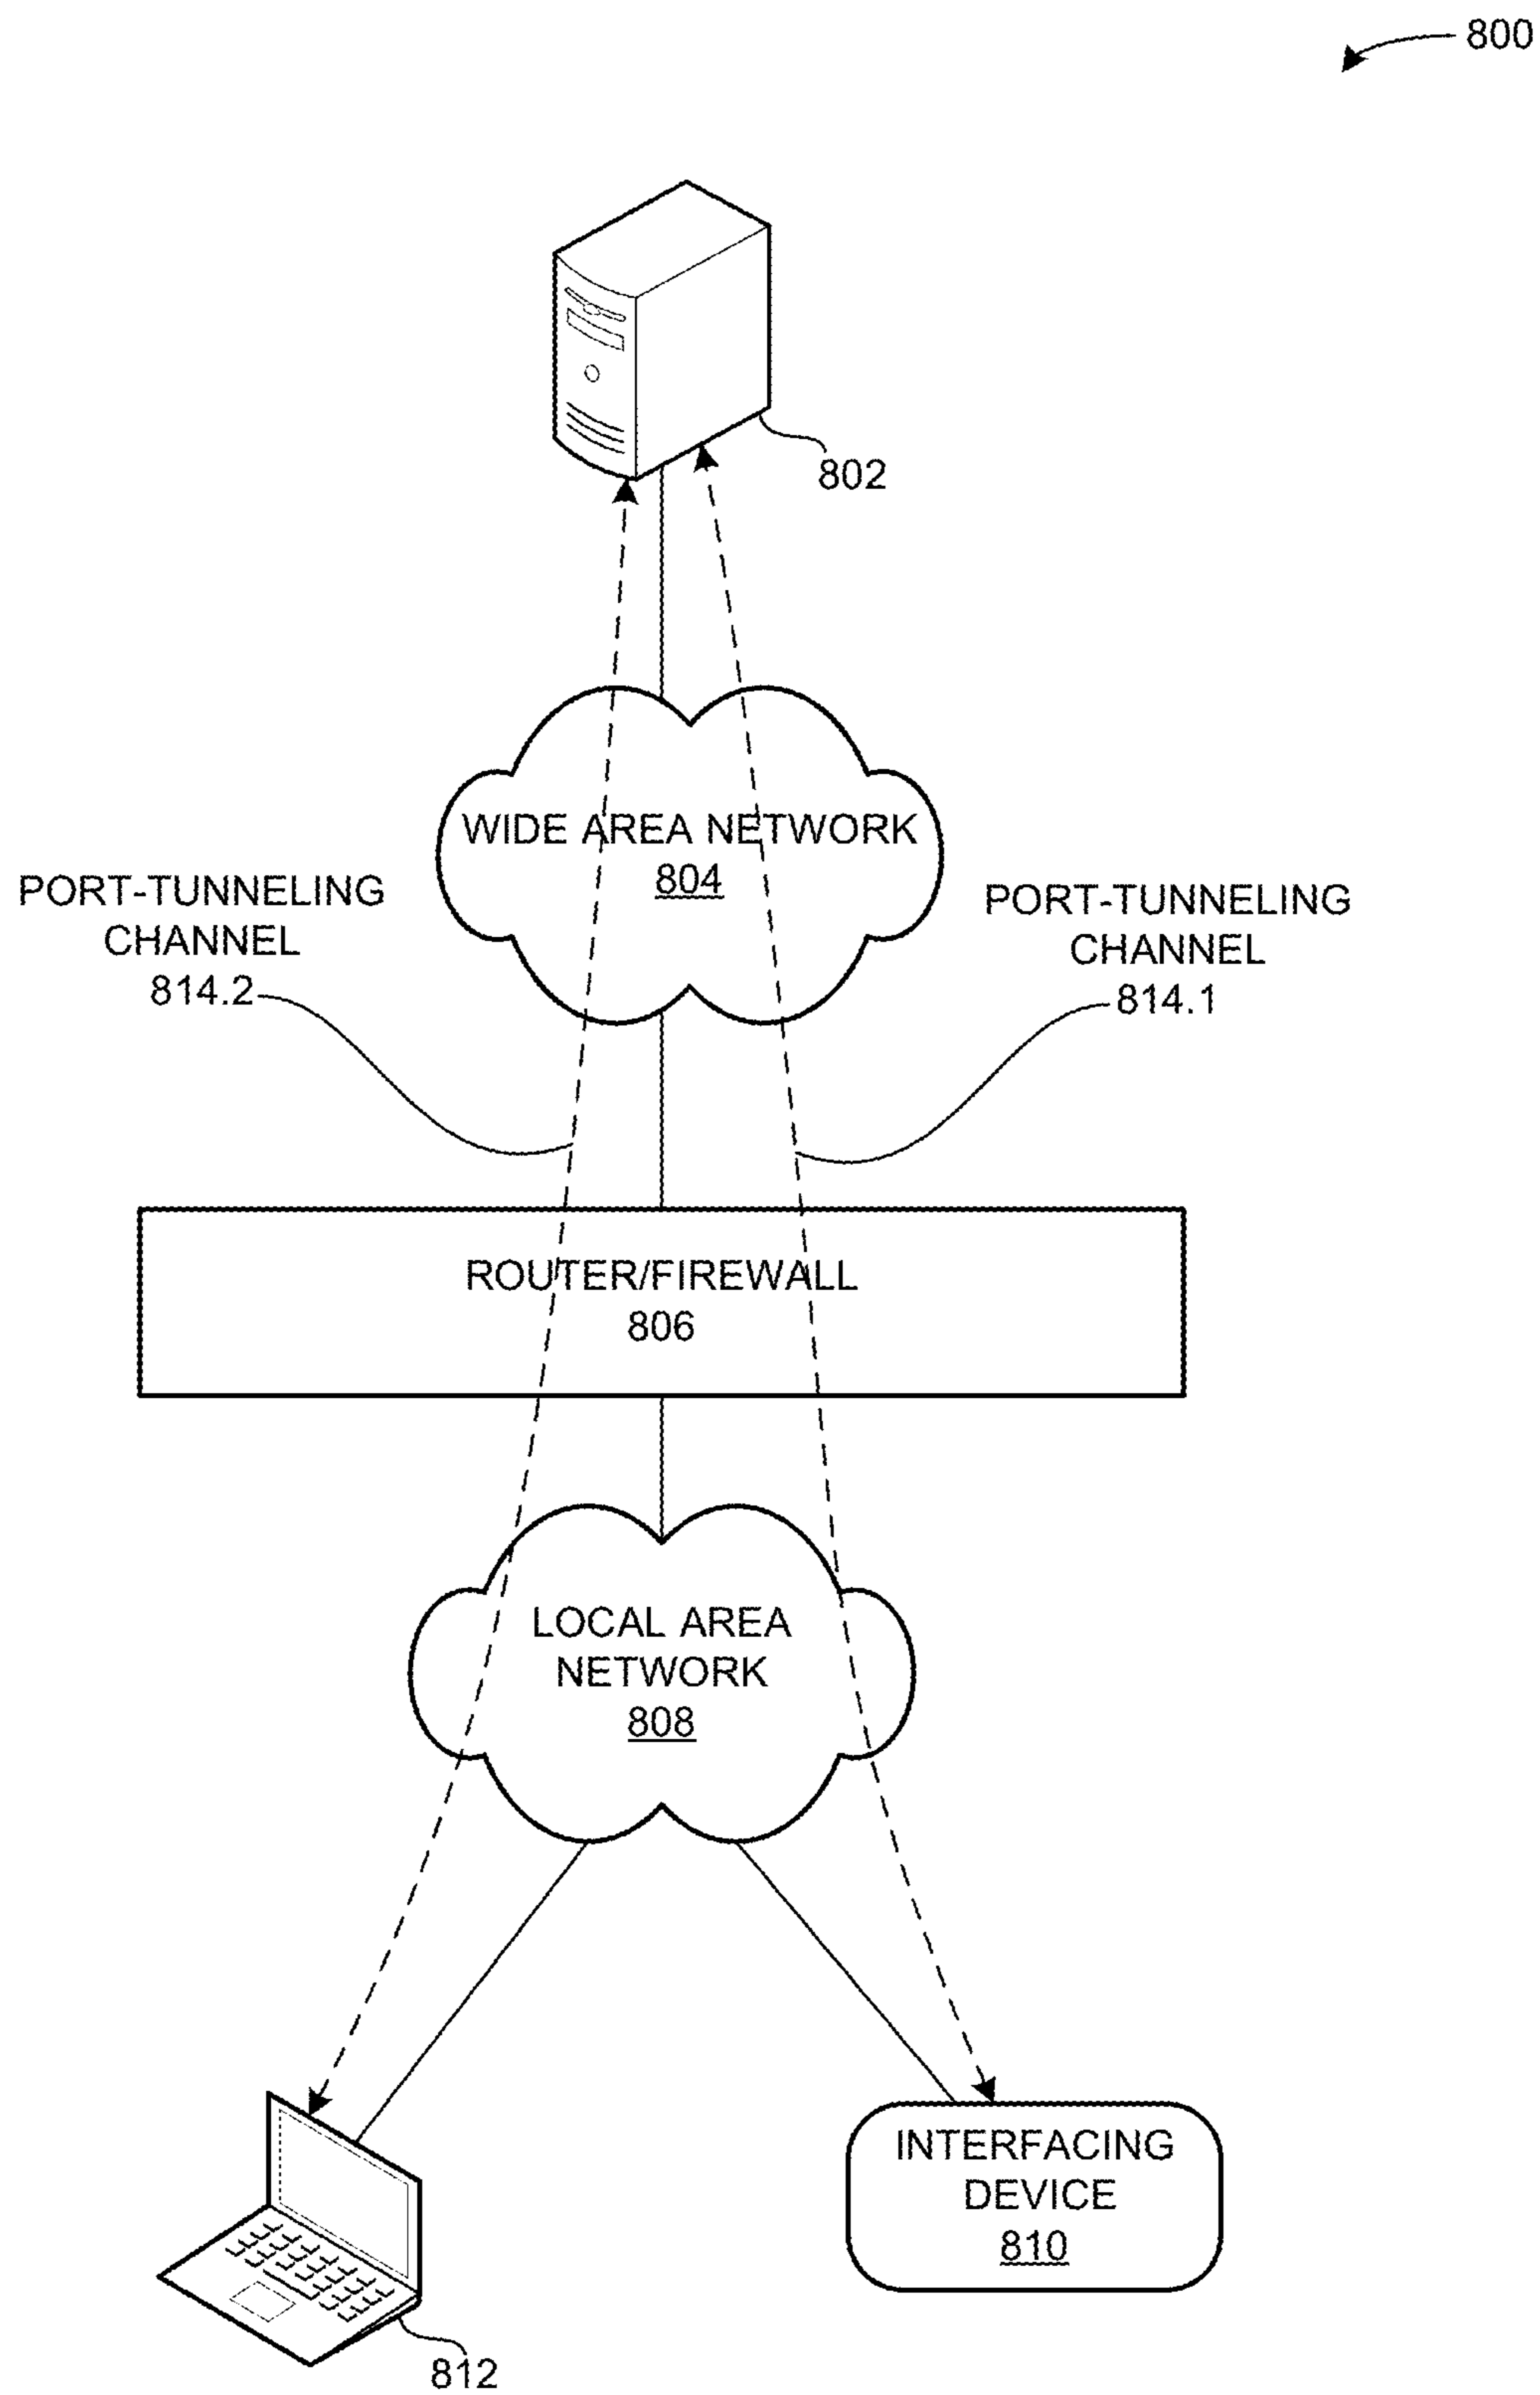 800
802
WIDE AREA NETWORK
804
PORT-TUNNELING
CHANNEL
814.2
PORT-TUNNELING
CHANNEL
814.1
ROUTER/FIREWALL
806
LOCAL AREA
NETWORK
808
INTERFACING
DEVICE
810
812